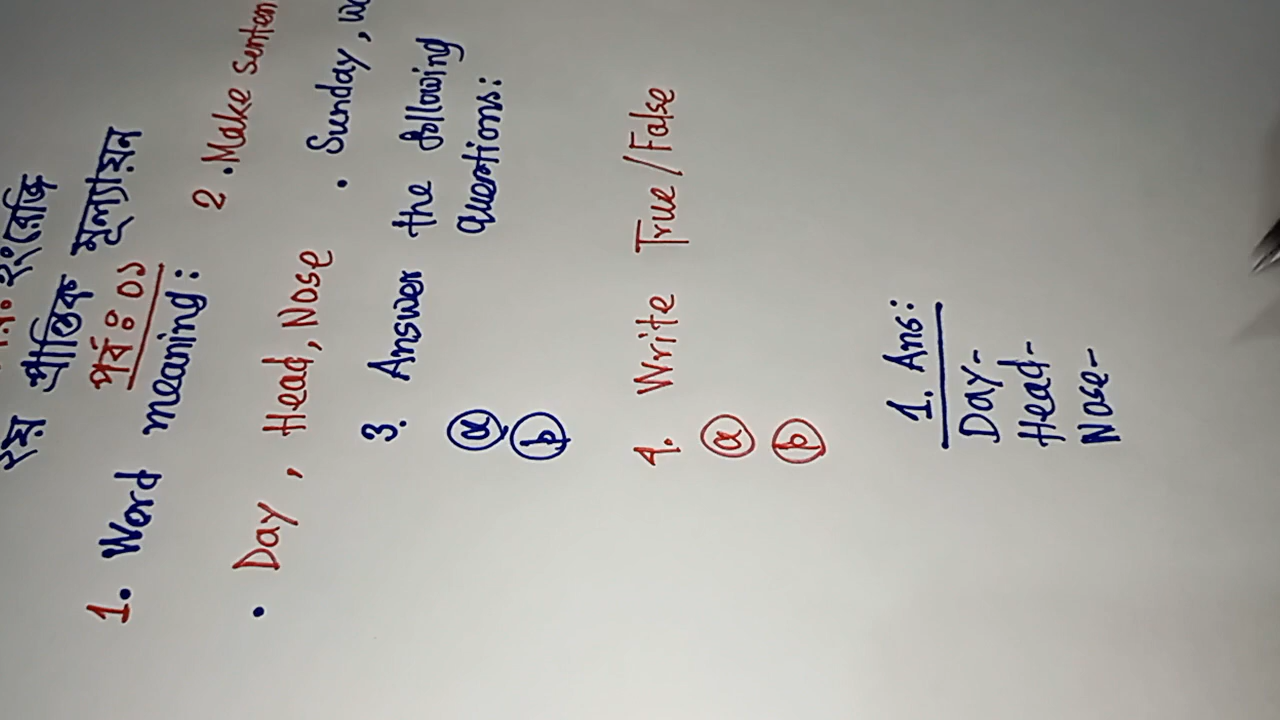 ইংরেজি
২য় প্রান্তিক মূল্যায়ন
পর্ব: ০১
1. Word meaning:
• Day, Head, Nose
2. Make Senten
• Sunday,
3. Answer the following
questions:
(a)
(b)
4. Write True/False
(a)
(b)
1. Ans:
Day-
Head-
Nose-